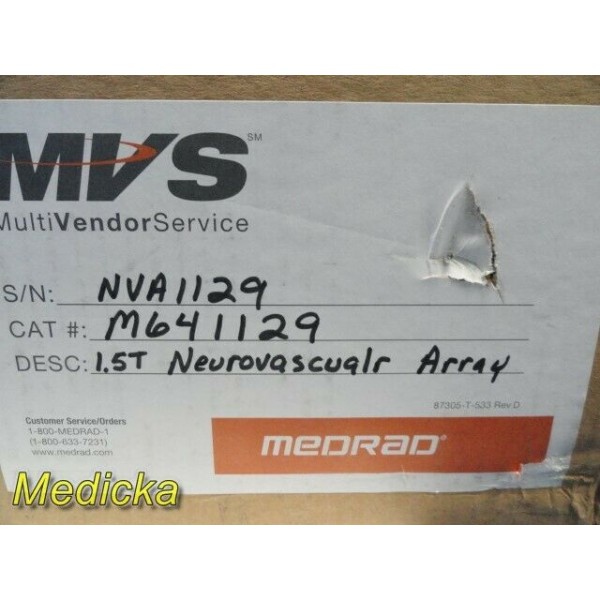 MVS SM
MultiVendorService
S/N: NVA1129
CAT #: M641129
DESC: 1.5T Neurovascualr Array
87305-T-533 Rev D
Customer Service/Orders
1-800-MEDRAD-1
(1-800-633-7231)
www.medrad.com
MEDRAD®
Medicka